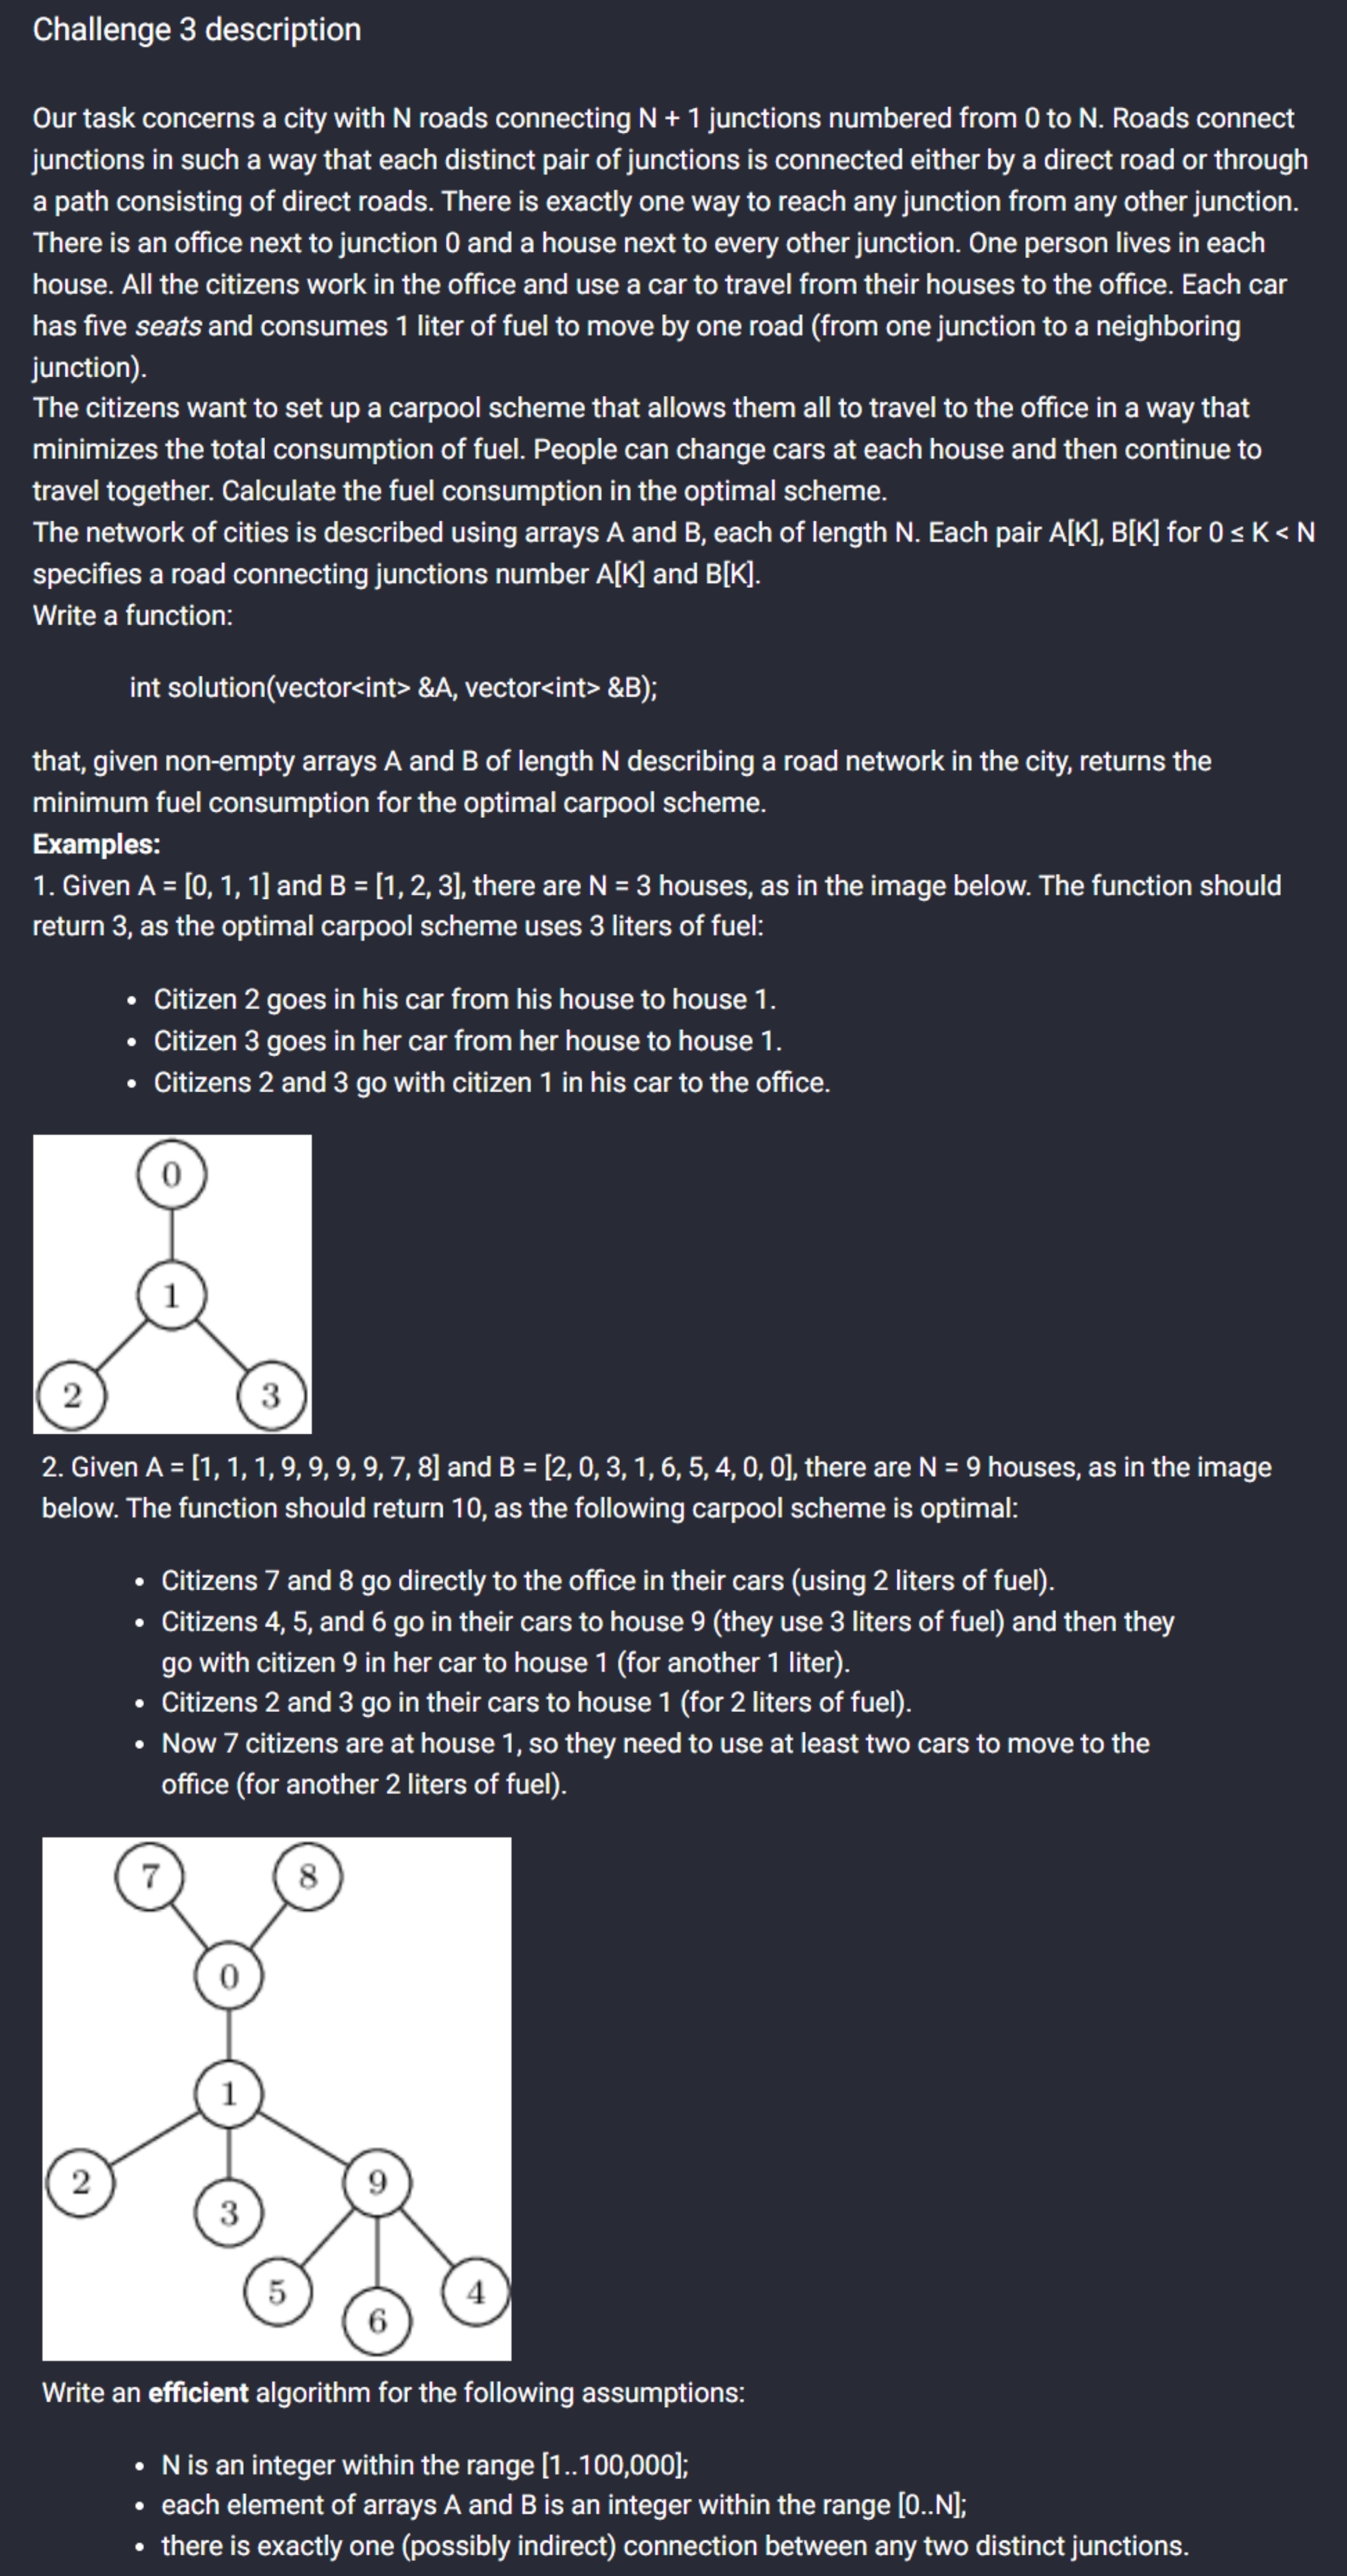 Challenge 3 description
Our task concerns a city with N roads connecting N + 1 junctions numbered from 0 to N. Roads connect
junctions in such a way that each distinct pair of junctions is connected either by a direct road or through
a path consisting of direct roads. There is exactly one way to reach any junction from any other junction.
There is an office next to junction 0 and a house next to every other junction. One person lives in each
house. All the citizens work in the office and use a car to travel from their houses to the office. Each car
has five seats and consumes 1 liter of fuel to move by one road (from one junction to a neighboring
junction).
The citizens want to set up a carpool scheme that allows them all to travel to the office in a way that
minimizes the total consumption of fuel. People can change cars at each house and then continue to
travel together. Calculate the fuel consumption in the optimal scheme.
The network of cities is described using arrays A and B, each of length N. Each pair A[K], B[K] for 0 ≤ K < N
specifies a road connecting junctions number A[K] and B[K].
Write a function:
int solution(vector<int> &A, vector<int> &B);
that, given non-empty arrays A and B of length N describing a road network in the city, returns the
minimum fuel consumption for the optimal carpool scheme.
Examples:
1. Given A = [0, 1, 1] and B = [1, 2, 3], there are N = 3 houses, as in the image below. The function should
return 3, as the optimal carpool scheme uses 3 liters of fuel:
• Citizen 2 goes in his car from his house to house 1.
• Citizen 3 goes in her car from her house to house 1.
• Citizens 2 and 3 go with citizen 1 in his car to the office.
0
1
2 3
2. Given A = [1, 1, 1, 9, 9, 9, 9, 7, 8] and B = [2, 0, 3, 1, 6, 5, 4, 0, 0], there are N = 9 houses, as in the image
below. The function should return 10, as the following carpool scheme is optimal:
• Citizens 7 and 8 go directly to the office in their cars (using 2 liters of fuel).
• Citizens 4, 5, and 6 go in their cars to house 9 (they use 3 liters of fuel) and then they
go with citizen 9 in her car to house 1 (for another 1 liter).
• Citizens 2 and 3 go in their cars to house 1 (for 2 liters of fuel).
• Now 7 citizens are at house 1, so they need to use at least two cars to move to the
office (for another 2 liters of fuel).
7 8
0
1
2 3 9
5 6 4
Write an efficient algorithm for the following assumptions:
• N is an integer within the range [1..100,000];
• each element of arrays A and B is an integer within the range [0..N];
• there is exactly one (possibly indirect) connection between any two distinct junctions.